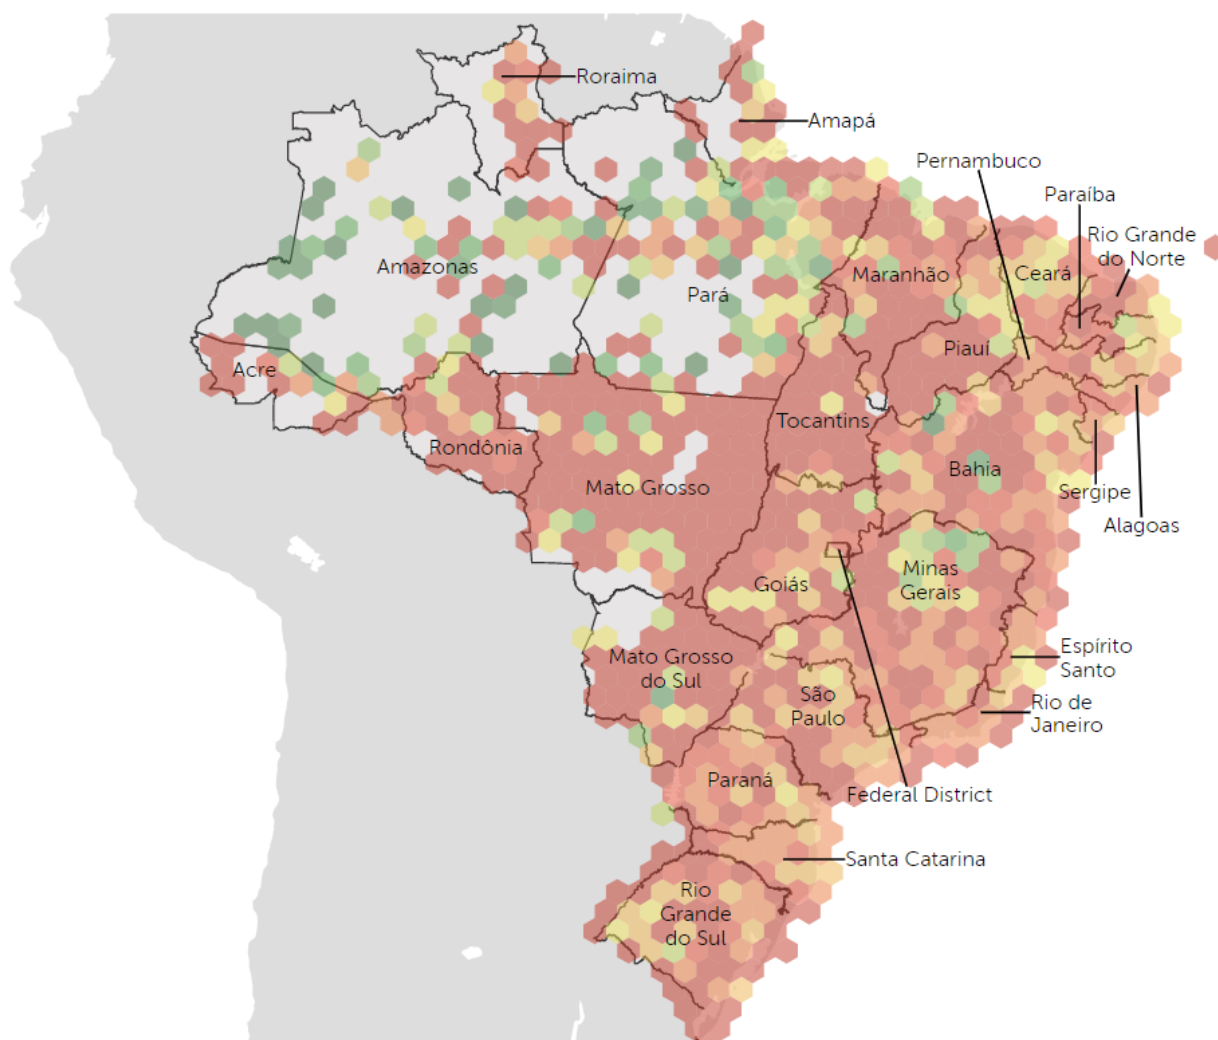 Roraima
Amapá
Pernambuco
Paraíba
Rio Grande
do Norte
Amazonas
Maranhão
Ceará
Pará
Piauí
Acre
Tocantins
Rondônia
Bahia
Mato Grosso
Sergipe
Alagoas
Minas
Gerais
Goiás
Espírito
Santo
Mato Grosso
do Sul
São
Paulo
Rio de
Janeiro
Paraná
Federal District
Santa Catarina
Rio
Grande
do Sul